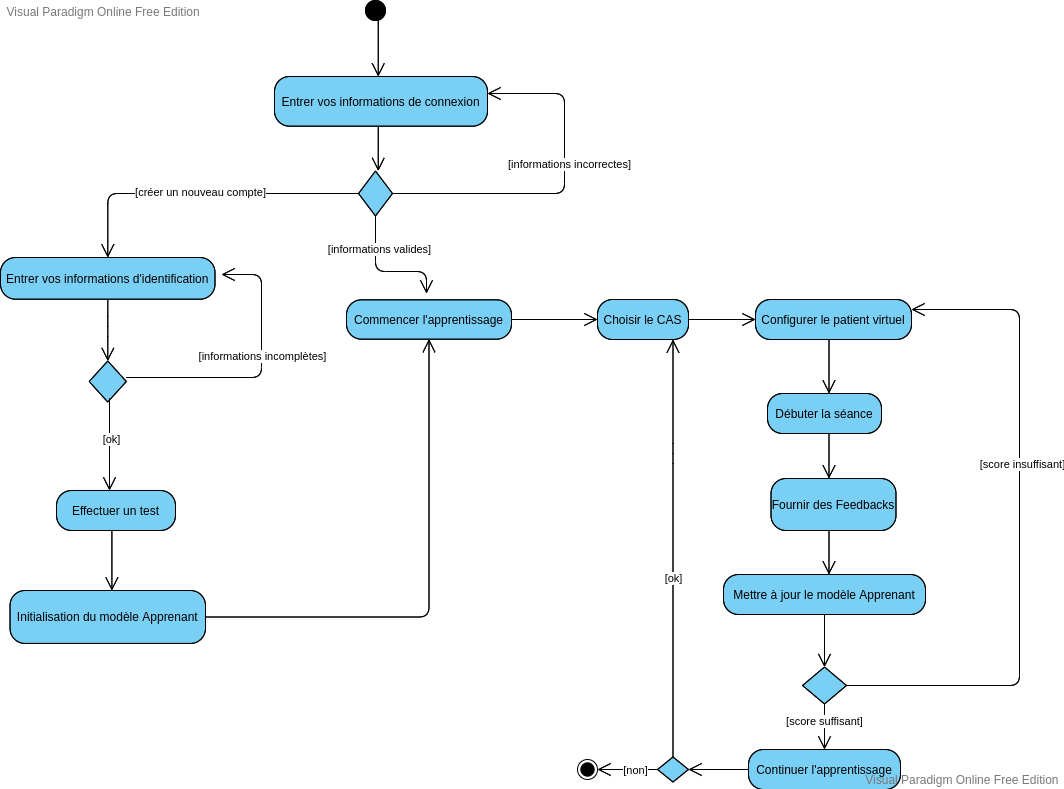 Visual Paradigm Online Free Edition
Entrer vos informations de connexion
[informations incorrectes]
[créer un nouveau compte]
[informations valides]
Entrer vos informations d'identification
Commencer l'apprentissage
Choisir le CAS
Configurer le patient virtuel
[informations incomplètes]
Débuter la séance
[ok]
[score insuffisant]
Effectuer un test
Fournir des Feedbacks
[ok]
Mettre à jour le modèle Apprenant
Initialisation du modèle Apprenant
[score suffisant]
[non]
Continuer l'apprentissage
Visual Paradigm Online Free Edition